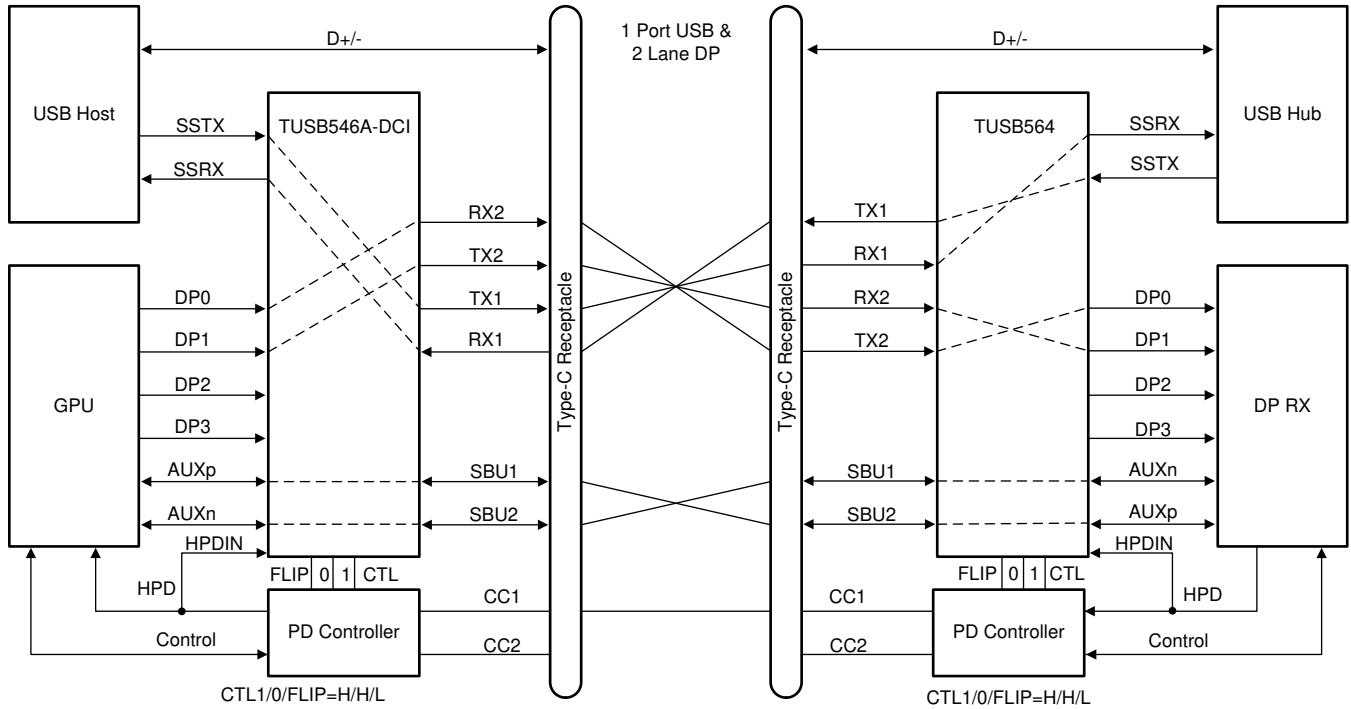 D+/-
1 Port USB &
2 Lane DP
D+/-
USB Host
TUSB546A-DCI
TUSB564
USB Hub
SSTX
SSRX
SSRX
SSTX
RX2
TX2
TX1
RX1
TX1
RX1
RX2
TX2
Type-C Receptacle
Type-C Receptacle
GPU
DP0
DP1
DP2
DP3
AUXp
AUXn
HPDIN
SBU1
SBU2
SBU1
SBU2
DP0
DP1
DP2
DP3
AUXn
AUXp
HPDIN
DP RX
FLIP 0 1 CTL
FLIP 0 1 CTL
HPD
Control
PD Controller
CC1
CC2
CC1
CC2
PD Controller
HPD
Control
CTL1/0/FLIP=H/H/L
CTL1/0/FLIP=H/H/L